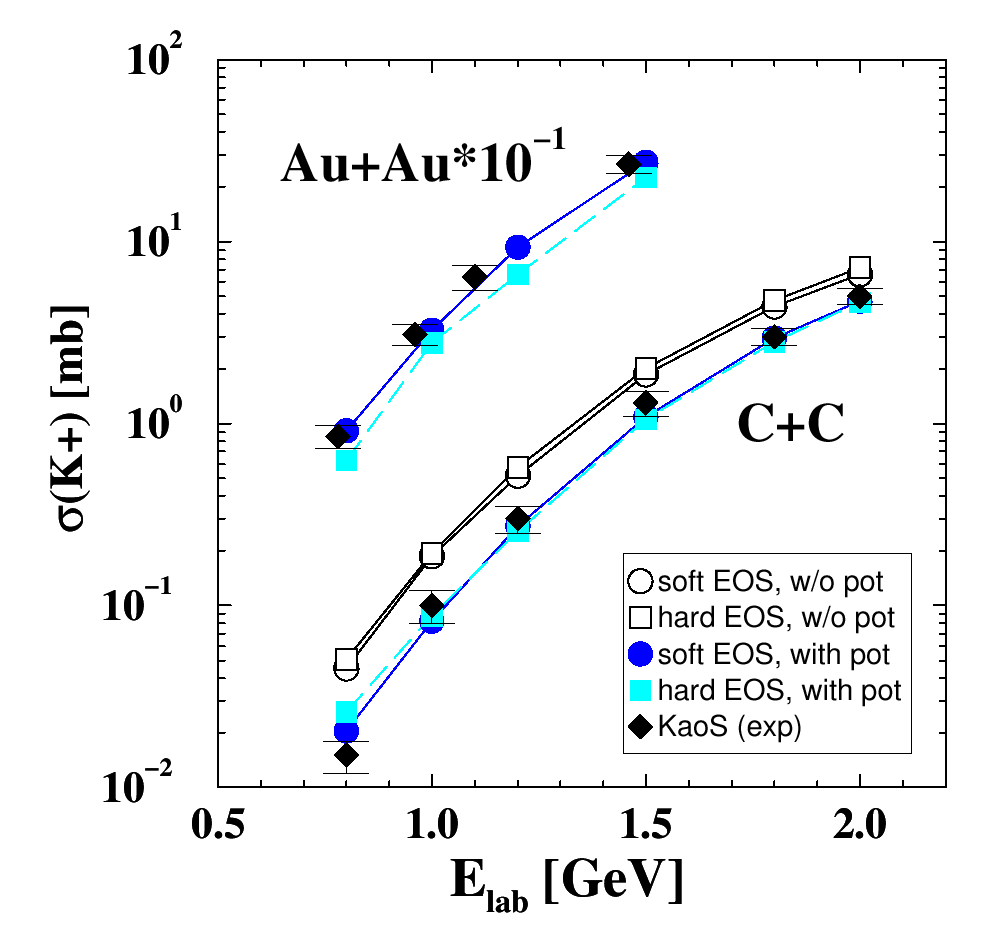 10²
10¹
10⁰
10⁻¹
10⁻²
σ(K+) [mb]
Au+Au*10⁻¹
C+C
soft EOS, w/o pot
hard EOS, w/o pot
soft EOS, with pot
hard EOS, with pot
KaoS (exp)
0.5 1.0 1.5 2.0
E_lab [GeV]